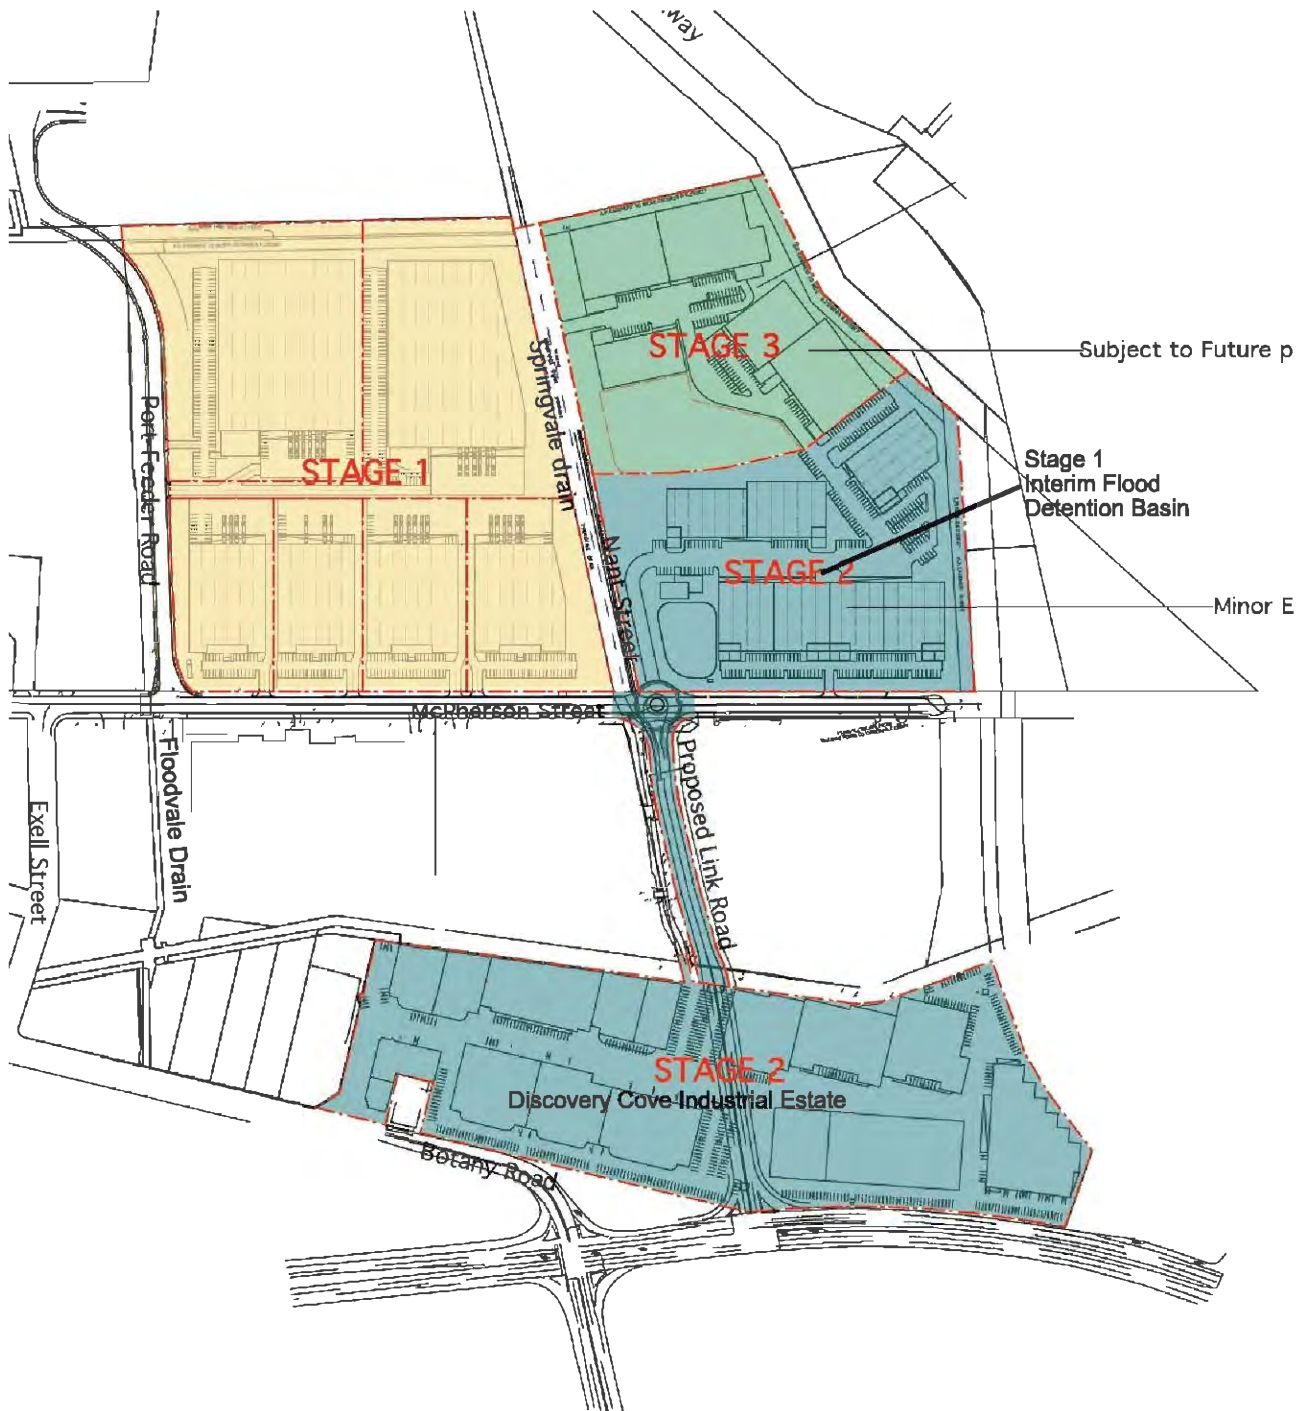 way
STAGE 3
Subject to Future p
Springvale drain
Port Feeder Road
STAGE 1
Stage 1
Interim Flood
Detention Basin
Nant Street
STAGE 2
Minor E
McPherson Street
Floodvale Drain
Proposed Link Road
Exell Street
STAGE 2
Discovery Cove Industrial Estate
Botany Road